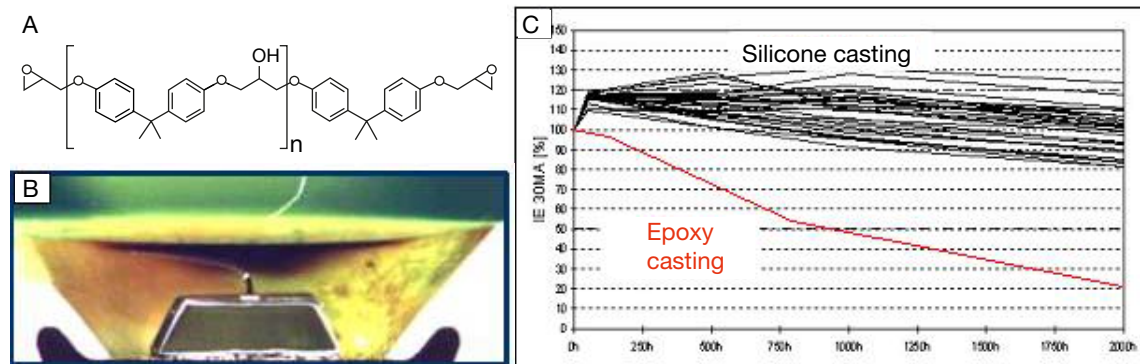 A
OH
O
O
O
O
O
O
n
B
C
IE 30MA [%]
150
140
130
120
110
100
90
80
70
60
50
40
30
20
10
0
Silicone casting
Epoxy
casting
0h
250h
500h
750h
1000h
1250h
1500h
1750h
2000h